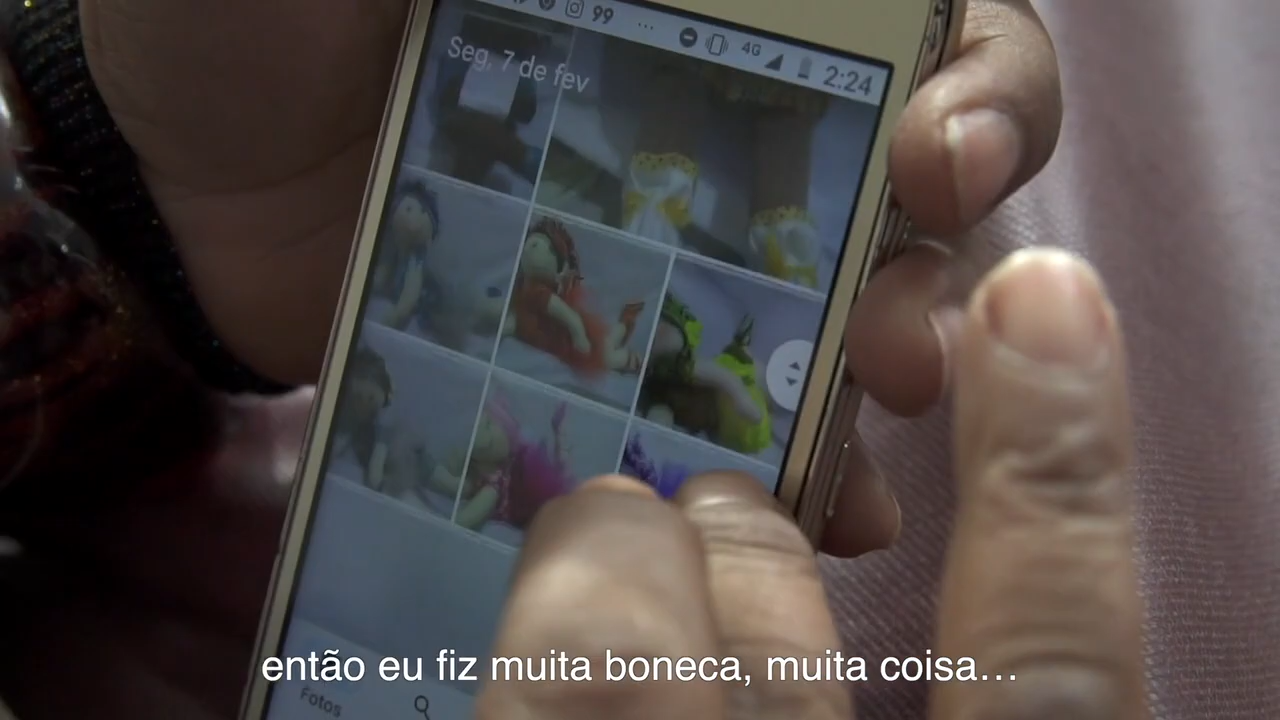 99 ... 4G 2:24
Seg, 7 de fev
Fotos
então eu fiz muita boneca, muita coisa...